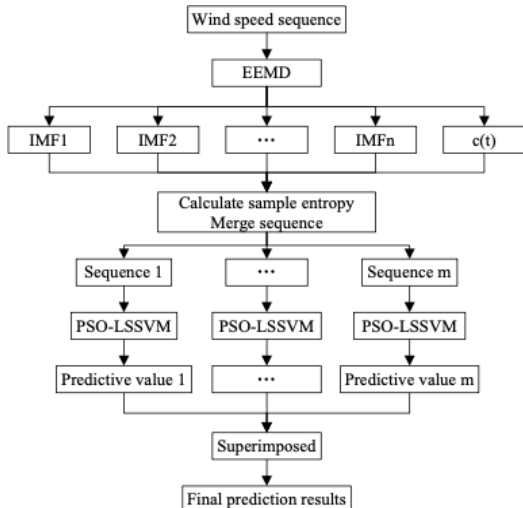 Wind speed sequence
EEMD
IMF1
IMF2
...
IMFn
c(t)
Calculate sample entropy
Merge sequence
Sequence 1
...
Sequence m
PSO-LSSVM
PSO-LSSVM
PSO-LSSVM
Predictive value 1
...
Predictive value m
Superimposed
Final prediction results